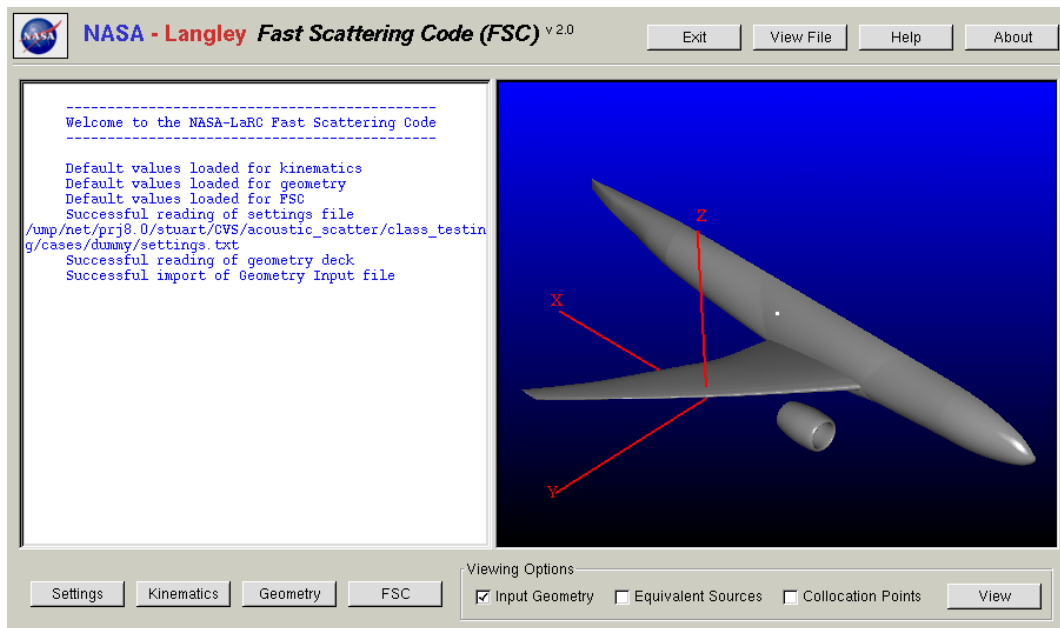 NASA
NASA - Langley Fast Scattering Code (FSC) v 2.0
Exit
View File
Help
About
--------------------------------------------
Welcome to the NASA-LaRC Fast Scattering Code
--------------------------------------------
Default values loaded for kinematics
Default values loaded for geometry
Default values loaded for FSC
Successful reading of settings file
/ump/net/prj8.0/stuart/CVS/acoustic_scatter/class_testin
g/cases/dummy/settings.txt
Successful reading of geometry deck
Successful import of Geometry Input file
Z
X
Y
Settings
Kinematics
Geometry
FSC
Viewing Options
Input Geometry
Equivalent Sources
Collocation Points
View